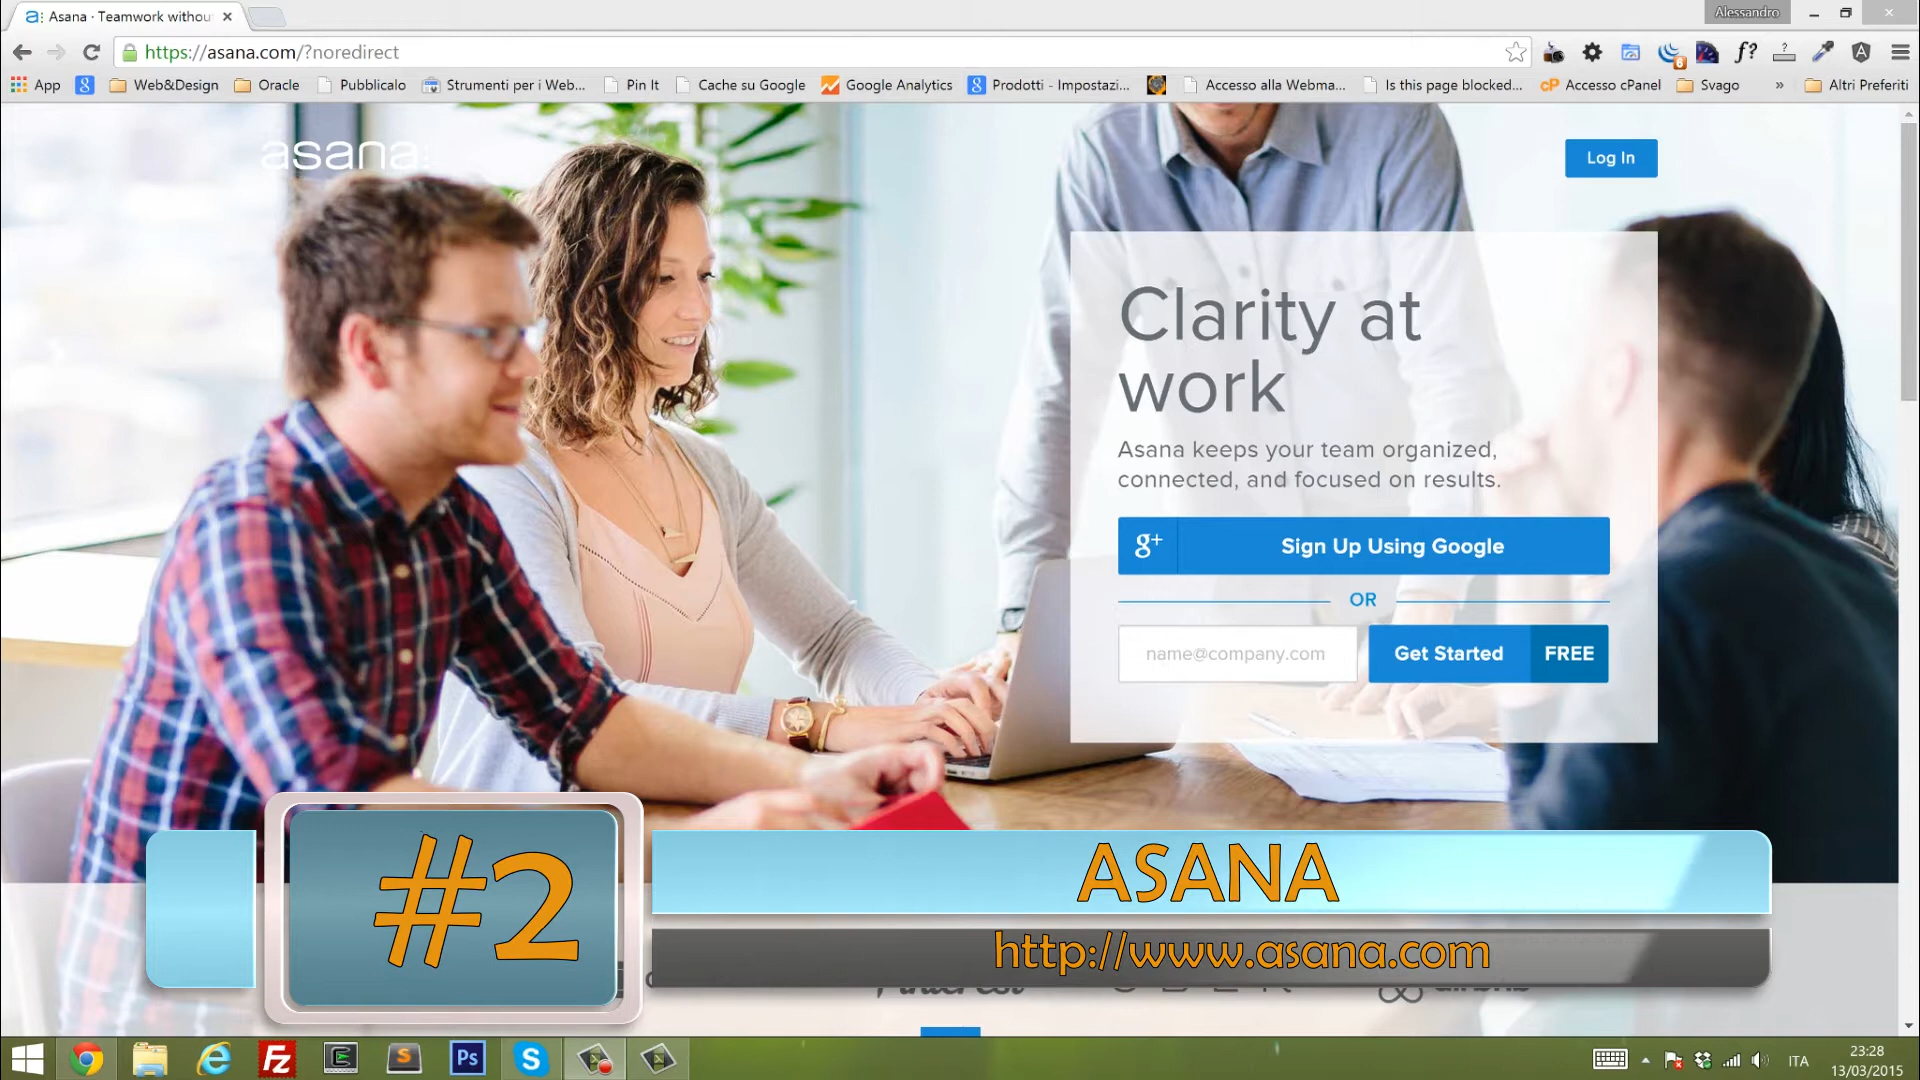 Asana · Teamwork withou
Alessandro
https://asana.com/?noredirect
App
Web&Design
Oracle
Pubblicalo
Strumenti per i Web...
Pin It
Cache su Google
Google Analytics
Prodotti - Impostazi...
Accesso alla Webma...
Is this page blocked...
cP Accesso cPanel
Svago
»
Altri Preferiti
asana:
Log In
Clarity at
work
Asana keeps your team organized,
connected, and focused on results.
g+ Sign Up Using Google
OR
name@company.com
Get Started FREE
#2
ASANA
http://www.asana.com
Pinterest
airbnb
ITA
23:28
13/03/2015